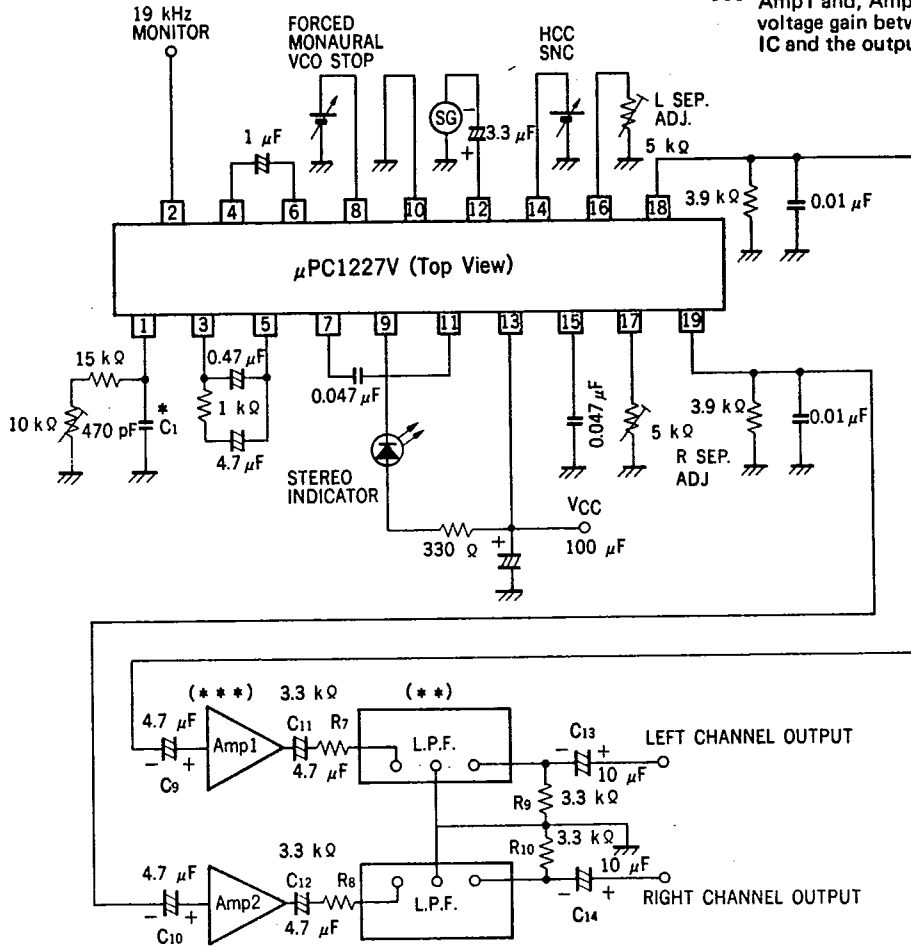 19 kHz
MONITOR
FORCED
MONAURAL
VCO STOP
HCC
SNC
Amp1 and, Amp
voltage gain betw
IC and the outpu
1 µF
SG
−
3.3 µF
+
L SEP.
ADJ.
5 kΩ
3.9 kΩ
0.01 µF
2
4
6
8
10
12
14
16
18
µPC1227V (Top View)
1
3
5
7
9
11
13
15
17
19
15 kΩ
10 kΩ
470 pF
*
C1
0.47 µF
1 kΩ
4.7 µF
0.047 µF
STEREO
INDICATOR
330 Ω
+
VCC
100 µF
0.047 µF
5 kΩ
R SEP.
ADJ
3.9 kΩ
0.01 µF
(***)
3.3 kΩ
(**)
4.7 µF
− +
C9
Amp1
C11
4.7 µF
R7
L.P.F.
C13
− +
10 µF
LEFT CHANNEL OUTPUT
R9
3.3 kΩ
R10
3.3 kΩ
4.7 µF
− +
C10
Amp2
3.3 kΩ
C12
4.7 µF
R8
L.P.F.
10 µF
− +
C14
RIGHT CHANNEL OUTPUT